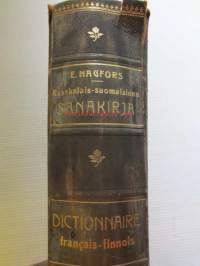 E. HAGFORS
Ranskalais-suomalainen
SANAKIRJA
DICTIONNAIRE
français-finnois